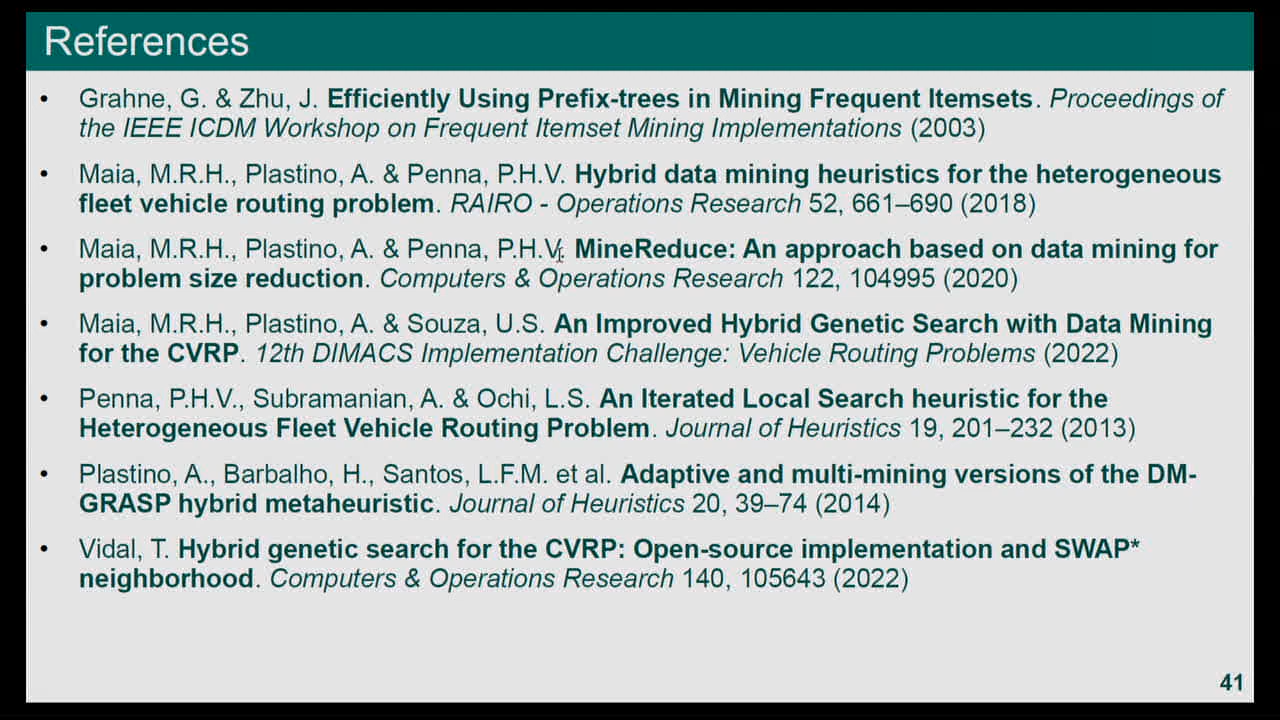 References
• Grahne, G. & Zhu, J. Efficiently Using Prefix-trees in Mining Frequent Itemsets. Proceedings of
the IEEE ICDM Workshop on Frequent Itemset Mining Implementations (2003)
• Maia, M.R.H., Plastino, A. & Penna, P.H.V. Hybrid data mining heuristics for the heterogeneous
fleet vehicle routing problem. RAIRO - Operations Research 52, 661–690 (2018)
• Maia, M.R.H., Plastino, A. & Penna, P.H.V. MineReduce: An approach based on data mining for
problem size reduction. Computers & Operations Research 122, 104995 (2020)
• Maia, M.R.H., Plastino, A. & Souza, U.S. An Improved Hybrid Genetic Search with Data Mining
for the CVRP. 12th DIMACS Implementation Challenge: Vehicle Routing Problems (2022)
• Penna, P.H.V., Subramanian, A. & Ochi, L.S. An Iterated Local Search heuristic for the
Heterogeneous Fleet Vehicle Routing Problem. Journal of Heuristics 19, 201–232 (2013)
• Plastino, A., Barbalho, H., Santos, L.F.M. et al. Adaptive and multi-mining versions of the DM-
GRASP hybrid metaheuristic. Journal of Heuristics 20, 39–74 (2014)
• Vidal, T. Hybrid genetic search for the CVRP: Open-source implementation and SWAP*
neighborhood. Computers & Operations Research 140, 105643 (2022)
41